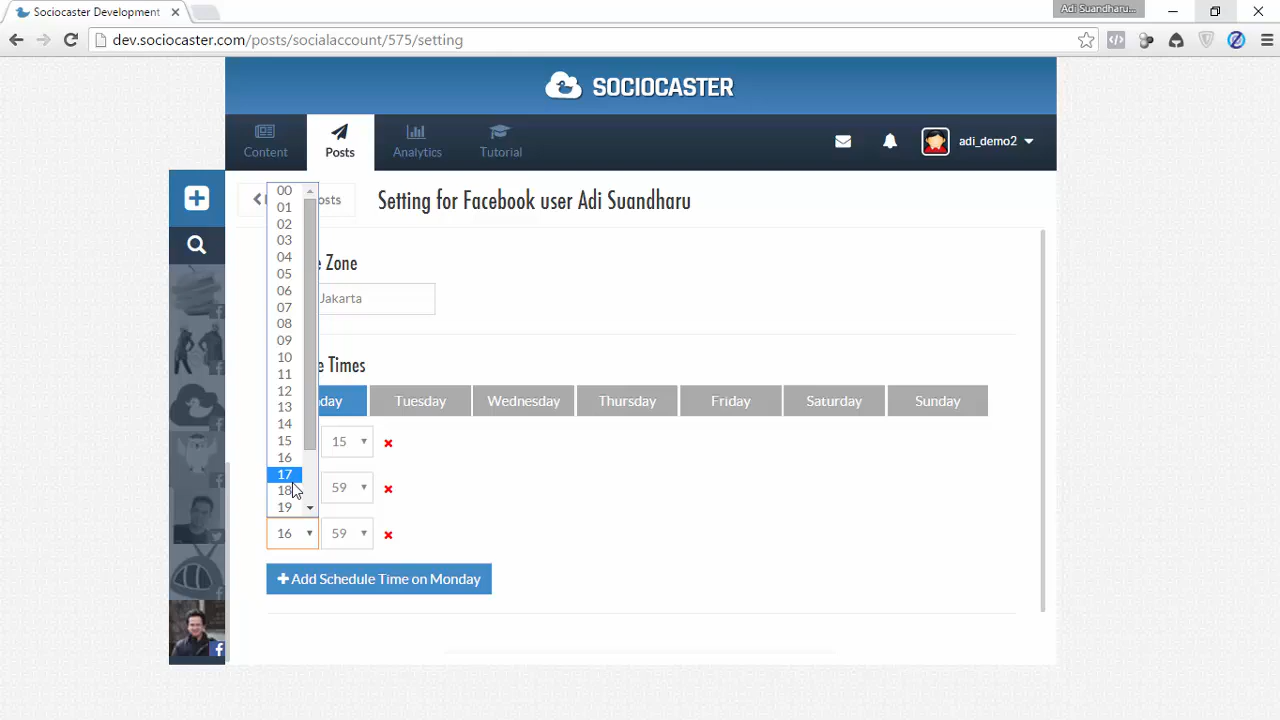 Sociocaster Development
Adi Suandharu...
dev.sociocaster.com/posts/socialaccount/575/setting
SOCIOCASTER
Content
Posts
Analytics
Tutorial
adi_demo2
osts
Setting for Facebook user Adi Suandharu
00
01
02
03
04
05
06
07
08
09
10
11
12
13
14
15
16
17
18
19
e Zone
Jakarta
e Times
day
Tuesday
Wednesday
Thursday
Friday
Saturday
Sunday
15
59
16
59
Add Schedule Time on Monday